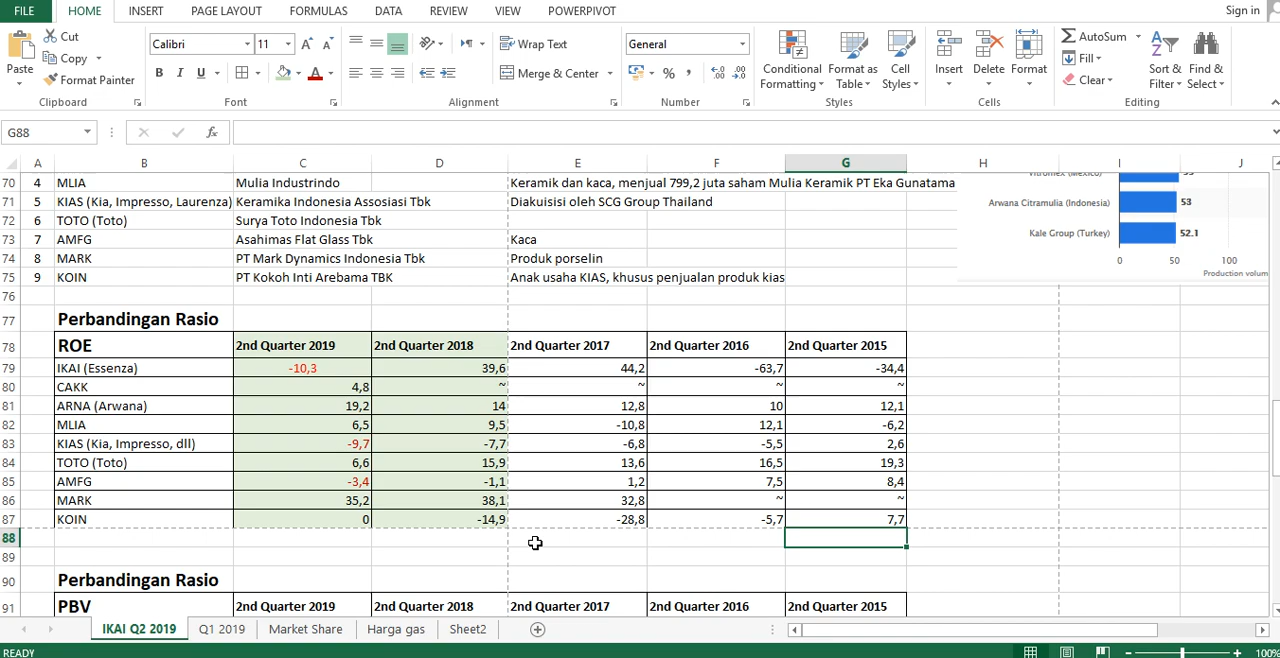 FILE HOME INSERT PAGE LAYOUT FORMULAS DATA REVIEW VIEW POWERPIVOT Sign in
Cut
Copy
Format Painter
Paste
Clipboard
Calibri 11
B I U A
Font
Wrap Text
Merge & Center
Alignment
General
% ,
Number
Conditional Formatting
Format as Table
Cell Styles
Styles
Insert Delete Format
Cells
AutoSum
Fill
Clear
Sort & Filter
Find & Select
Editing
G88 fx
A B C D E F G H I J
70 4 MLIA Mulia Industrindo Keramik dan kaca, menjual 799,2 juta saham Mulia Keramik PT Eka Gunatama
71 5 KIAS (Kia, Impresso, Laurenza) Keramika Indonesia Assosiasi Tbk Diakuisisi oleh SCG Group Thailand
72 6 TOTO (Toto) Surya Toto Indonesia Tbk
73 7 AMFG Asahimas Flat Glass Tbk Kaca
74 8 MARK PT Mark Dynamics Indonesia Tbk Produk porselin
75 9 KOIN PT Kokoh Inti Arebama TBK Anak usaha KIAS, khusus penjualan produk kias
Vitromex (Mexico)
Arwana Citramulia (Indonesia) 53
Kale Group (Turkey) 52.1
0 50 100
Production volum
76
77 Perbandingan Rasio
78 ROE 2nd Quarter 2019 2nd Quarter 2018 2nd Quarter 2017 2nd Quarter 2016 2nd Quarter 2015
79 IKAI (Essenza) -10,3 39,6 44,2 -63,7 -34,4
80 CAKK 4,8 ~ ~ ~ ~
81 ARNA (Arwana) 19,2 14 12,8 10 12,1
82 MLIA 6,5 9,5 -10,8 12,1 -6,2
83 KIAS (Kia, Impresso, dll) -9,7 -7,7 -6,8 -5,5 2,6
84 TOTO (Toto) 6,6 15,9 13,6 16,5 19,3
85 AMFG -3,4 -1,1 1,2 7,5 8,4
86 MARK 35,2 38,1 32,8 ~ ~
87 KOIN 0 -14,9 -28,8 -5,7 7,7
88
89
90 Perbandingan Rasio
91 PBV 2nd Quarter 2019 2nd Quarter 2018 2nd Quarter 2017 2nd Quarter 2016 2nd Quarter 2015
IKAI Q2 2019 Q1 2019 Market Share Harga gas Sheet2
READY 100%